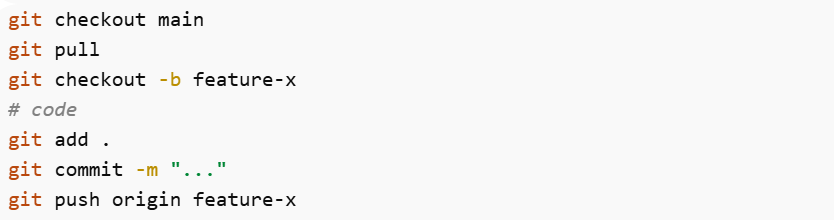 git checkout main
git pull
git checkout -b feature-x
# code
git add .
git commit -m "..."
git push origin feature-x